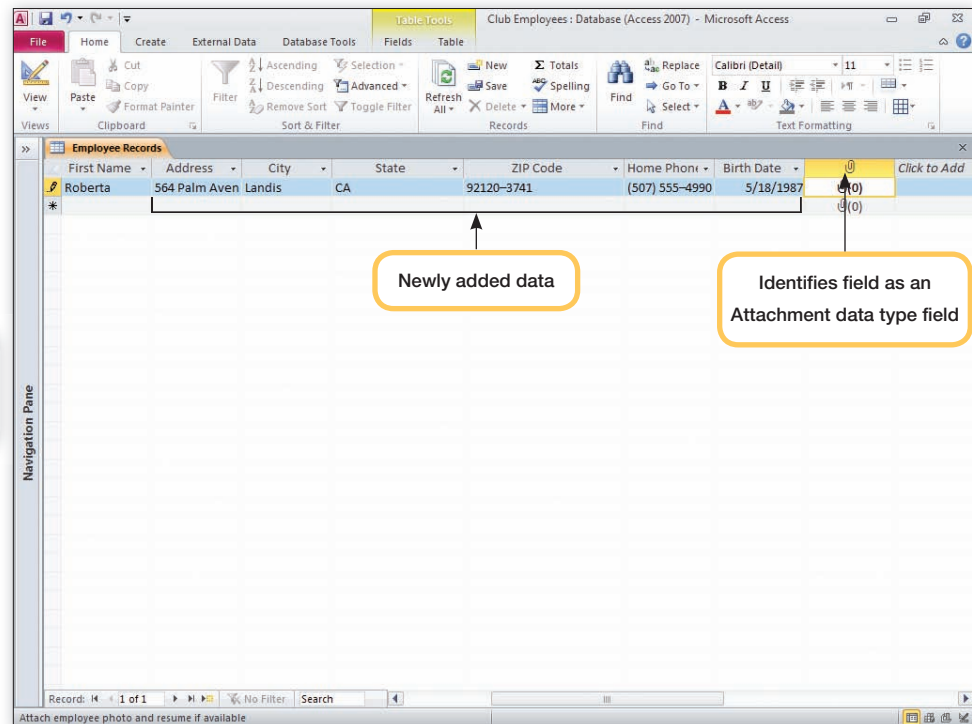 Table Tools
Club Employees : Database (Access 2007) - Microsoft Access
File Home Create External Data Database Tools Fields Table
View
Views
Paste
Cut
Copy
Format Painter
Clipboard
Filter
Ascending
Descending
Remove Sort
Selection
Advanced
Toggle Filter
Sort & Filter
Refresh
All
New
Save
Delete
Totals
Spelling
More
Records
Find
Replace
Go To
Select
Find
Calibri (Detail) 11
B I U
A
Text Formatting
Employee Records
First Name Address City State ZIP Code Home Phone Birth Date Click to Add
Roberta 564 Palm Aven Landis CA 92120–3741 (507) 555–4990 5/18/1987 (0)
(0)
Newly added data
Identifies field as an
Attachment data type field
Navigation Pane
Record: 1 of 1 No Filter Search
Attach employee photo and resume if available